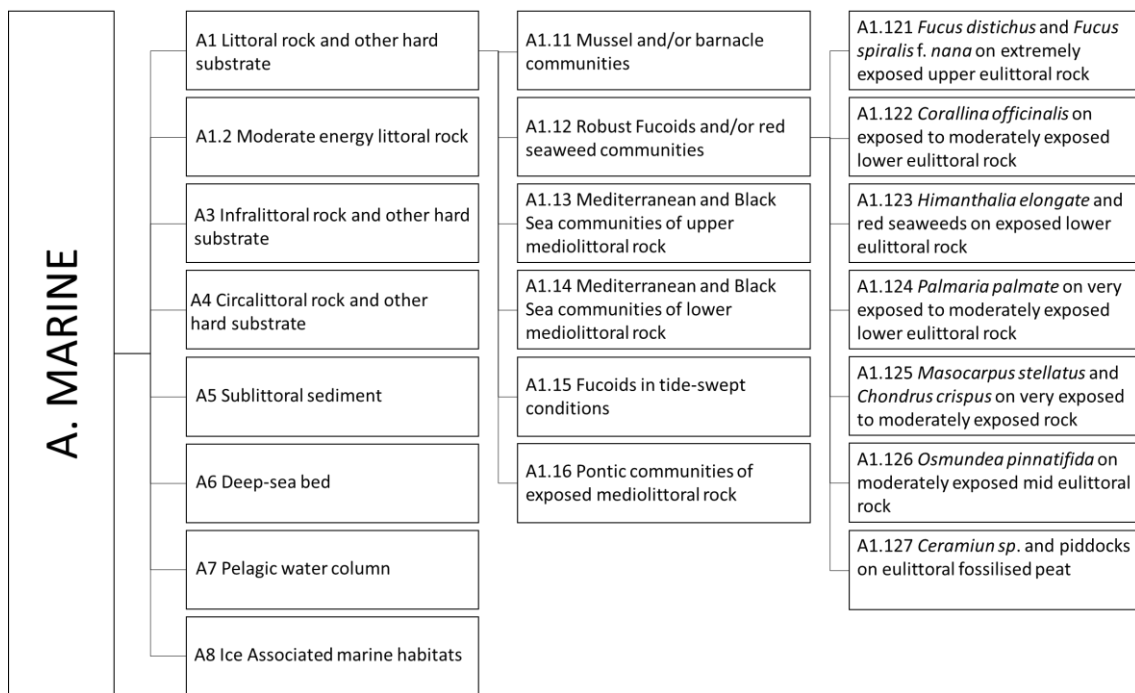 A. MARINE
A1 Littoral rock and other hard
substrate
A1.2 Moderate energy littoral rock
A3 Infralittoral rock and other hard
substrate
A4 Circalittoral rock and other
hard substrate
A5 Sublittoral sediment
A6 Deep-sea bed
A7 Pelagic water column
A8 Ice Associated marine habitats
A1.11 Mussel and/or barnacle
communities
A1.12 Robust Fucoids and/or red
seaweed communities
A1.13 Mediterranean and Black
Sea communities of upper
mediolittoral rock
A1.14 Mediterranean and Black
Sea communities of lower
mediolittoral rock
A1.15 Fucoids in tide-swept
conditions
A1.16 Pontic communities of
exposed mediolittoral rock
A1.121 Fucus distichus and Fucus
spiralis f. nana on extremely
exposed upper eulittoral rock
A1.122 Corallina officinalis on
exposed to moderately exposed
lower eulittoral rock
A1.123 Himanthalia elongate and
red seaweeds on exposed lower
eulittoral rock
A1.124 Palmaria palmate on very
exposed to moderately exposed
lower eulittoral rock
A1.125 Masocarpus stellatus and
Chondrus crispus on very exposed
to moderately exposed rock
A1.126 Osmundea pinnatifida on
moderately exposed mid eulittoral
rock
A1.127 Ceramiun sp. and piddocks
on eulittoral fossilised peat